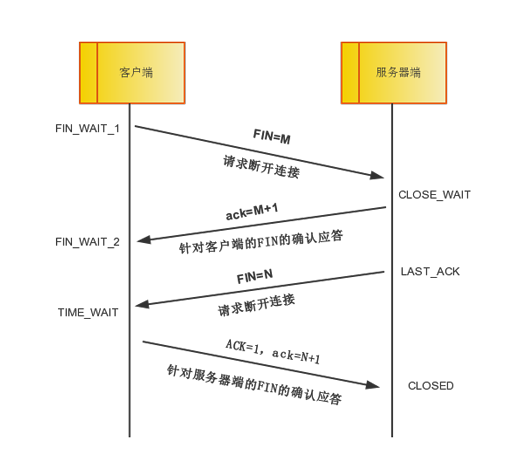 客户端
服务器端
FIN_WAIT_1
FIN=M
请求断开连接
CLOSE_WAIT
ack=M+1
针对客户端的FIN的确认应答
FIN_WAIT_2
FIN=N
LAST_ACK
请求断开连接
TIME_WAIT
ACK=1, ack=N+1
针对服务器端的FIN的确认应答
CLOSED